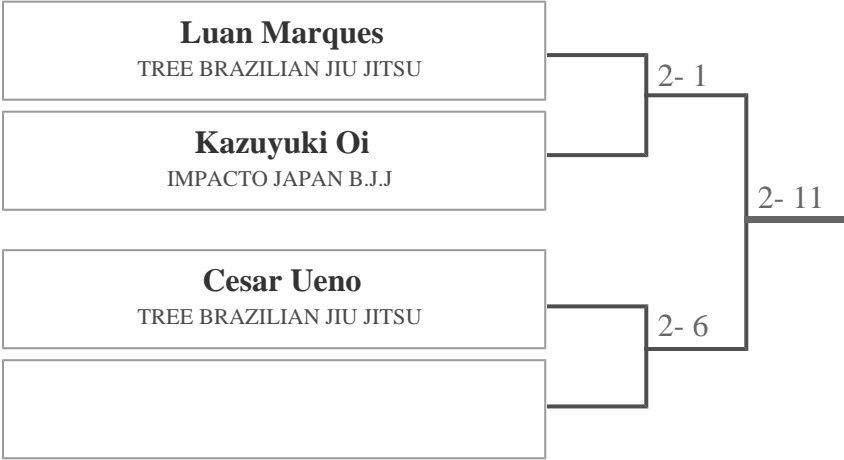 Luan Marques
TREE BRAZILIAN JIU JITSU
2- 1
Kazuyuki Oi
IMPACTO JAPAN B.J.J
2- 11
Cesar Ueno
TREE BRAZILIAN JIU JITSU
2- 6